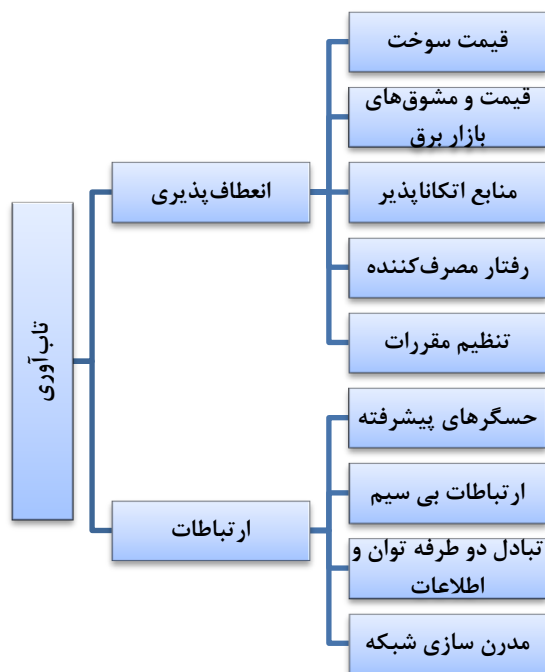 قیمت سوخت
قیمت و مشوق‌های
بازار برق
انعطاف‌پذیری
منابع اتکاناپذیر
رفتار مصرف‌کننده
تنظیم مقررات
تاب‌آوری
حسگرهای پیشرفته
ارتباطات بی سیم
ارتباطات
تبادل دو طرفه توان و
اطلاعات
مدرن سازی شبکه